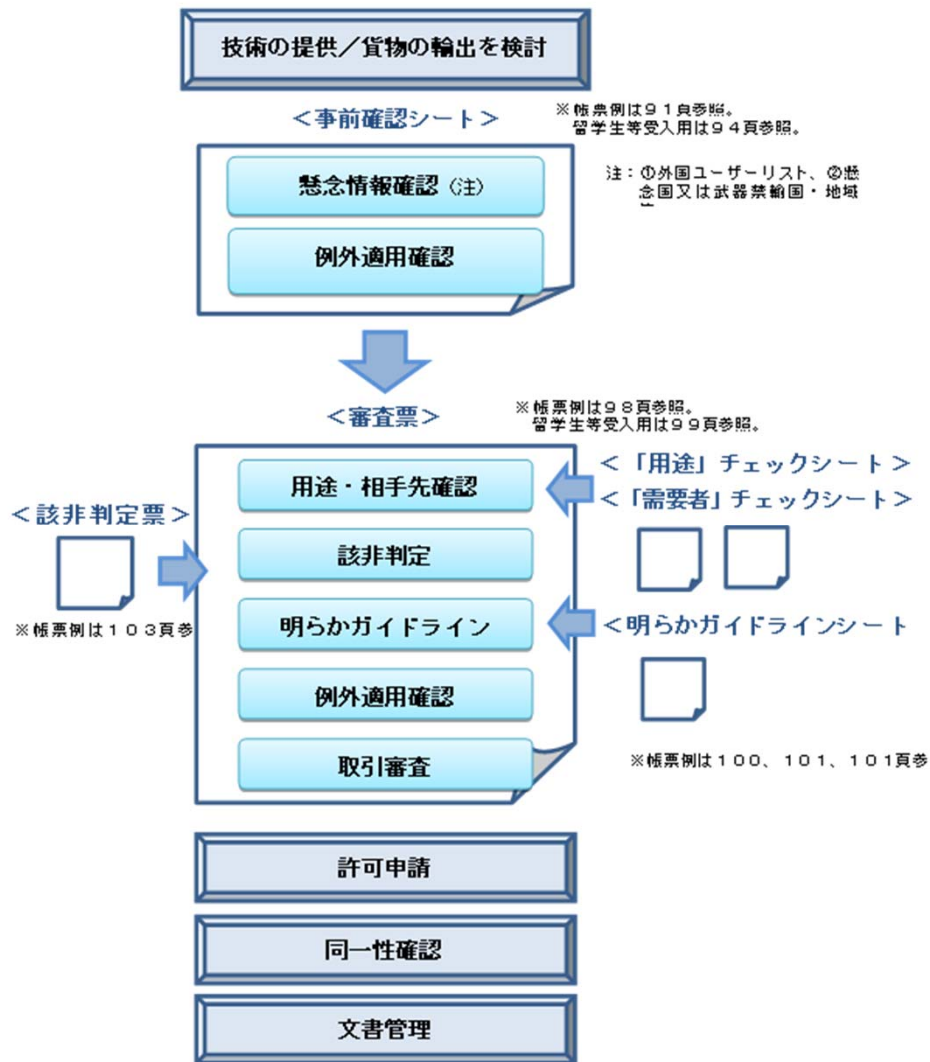 技術の提供／貨物の輸出を検討
＜事前確認シート＞
※帳票例は９１頁参照。
留学生等受入用は９４頁参照。
懸念情報確認（注）
注：①外国ユーザーリスト、②懸
念国又は武器禁輸国・地域
例外適用確認
＜審査票＞
※帳票例は９８頁参照。
留学生等受入用は９９頁参照。
用途・相手先確認
＜「用途」チェックシート＞
＜「需要者」チェックシート＞
＜該非判定票＞
該非判定
※帳票例は１０３頁参
明らかガイドライン
＜明らかガイドラインシート
例外適用確認
取引審査
※帳票例は１００、１０１、１０１頁参
許可申請
同一性確認
文書管理